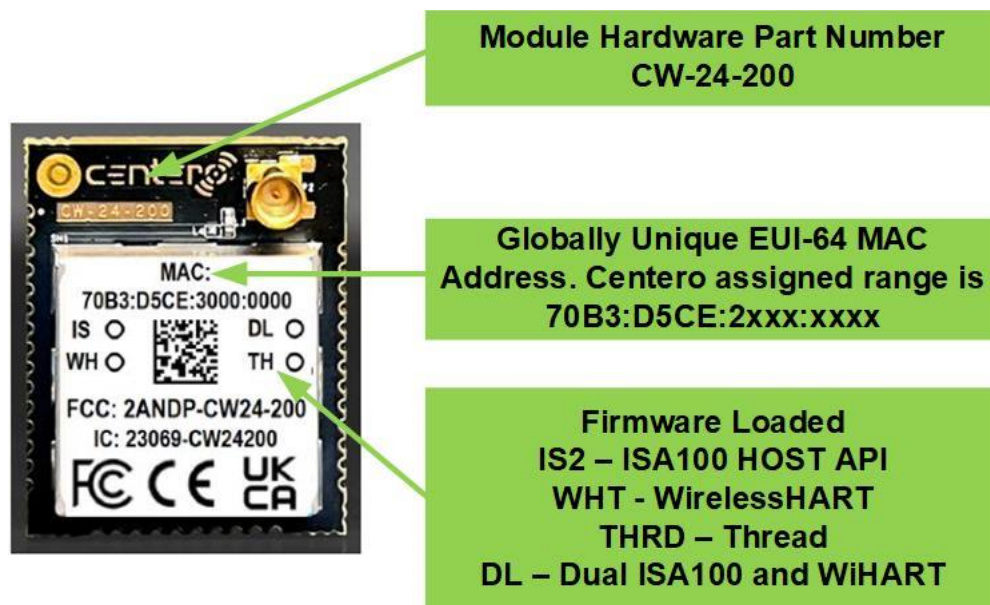 Module Hardware Part Number
CW-24-200
centero
CW-24-200
MAC:
70B3:D5CE:3000:0000
IS DL
WH TH
FCC: 2ANDP-CW24-200
IC: 23069-CW24200
FC CE UK
CA
Globally Unique EUI-64 MAC
Address. Centero assigned range is
70B3:D5CE:2xxx:xxxx
Firmware Loaded
IS2 – ISA100 HOST API
WHT - WirelessHART
THRD – Thread
DL – Dual ISA100 and WiHART